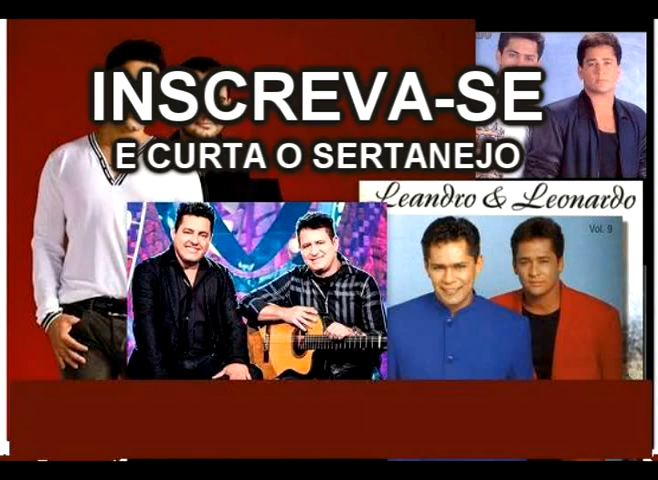 INSCREVA-SE
E CURTA O SERTANEJO
Leandro & Leonardo
Vol. 9